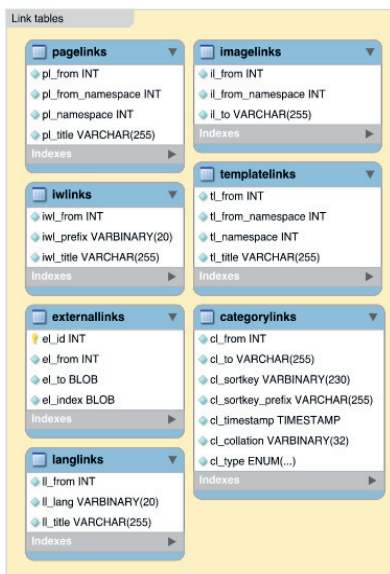 Link tables
pagelinks
pl_from INT
pl_from_namespace INT
pl_namespace INT
pl_title VARCHAR(255)
Indexes
iwlinks
iwl_from INT
iwl_prefix VARBINARY(20)
iwl_title VARCHAR(255)
Indexes
externallinks
el_id INT
el_from INT
el_to BLOB
el_index BLOB
Indexes
langlinks
ll_from INT
ll_lang VARBINARY(20)
ll_title VARCHAR(255)
imagelinks
il_from INT
il_from_namespace INT
il_to VARCHAR(255)
Indexes
templatelinks
tl_from INT
tl_from_namespace INT
tl_namespace INT
tl_title VARCHAR(255)
Indexes
categorylinks
cl_from INT
cl_to VARCHAR(255)
cl_sortkey VARBINARY(230)
cl_sortkey_prefix VARCHAR(255)
cl_timestamp TIMESTAMP
cl_collation VARBINARY(32)
cl_type ENUM(...)
Indexes